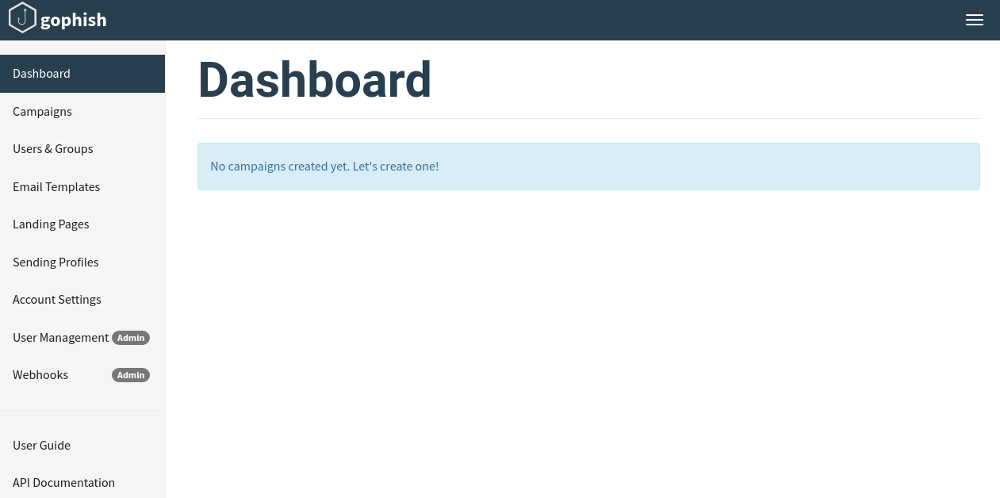 gophish
Dashboard
Campaigns
Users & Groups
Email Templates
Landing Pages
Sending Profiles
Account Settings
User Management Admin
Webhooks Admin
User Guide
API Documentation
Dashboard
No campaigns created yet. Let's create one!